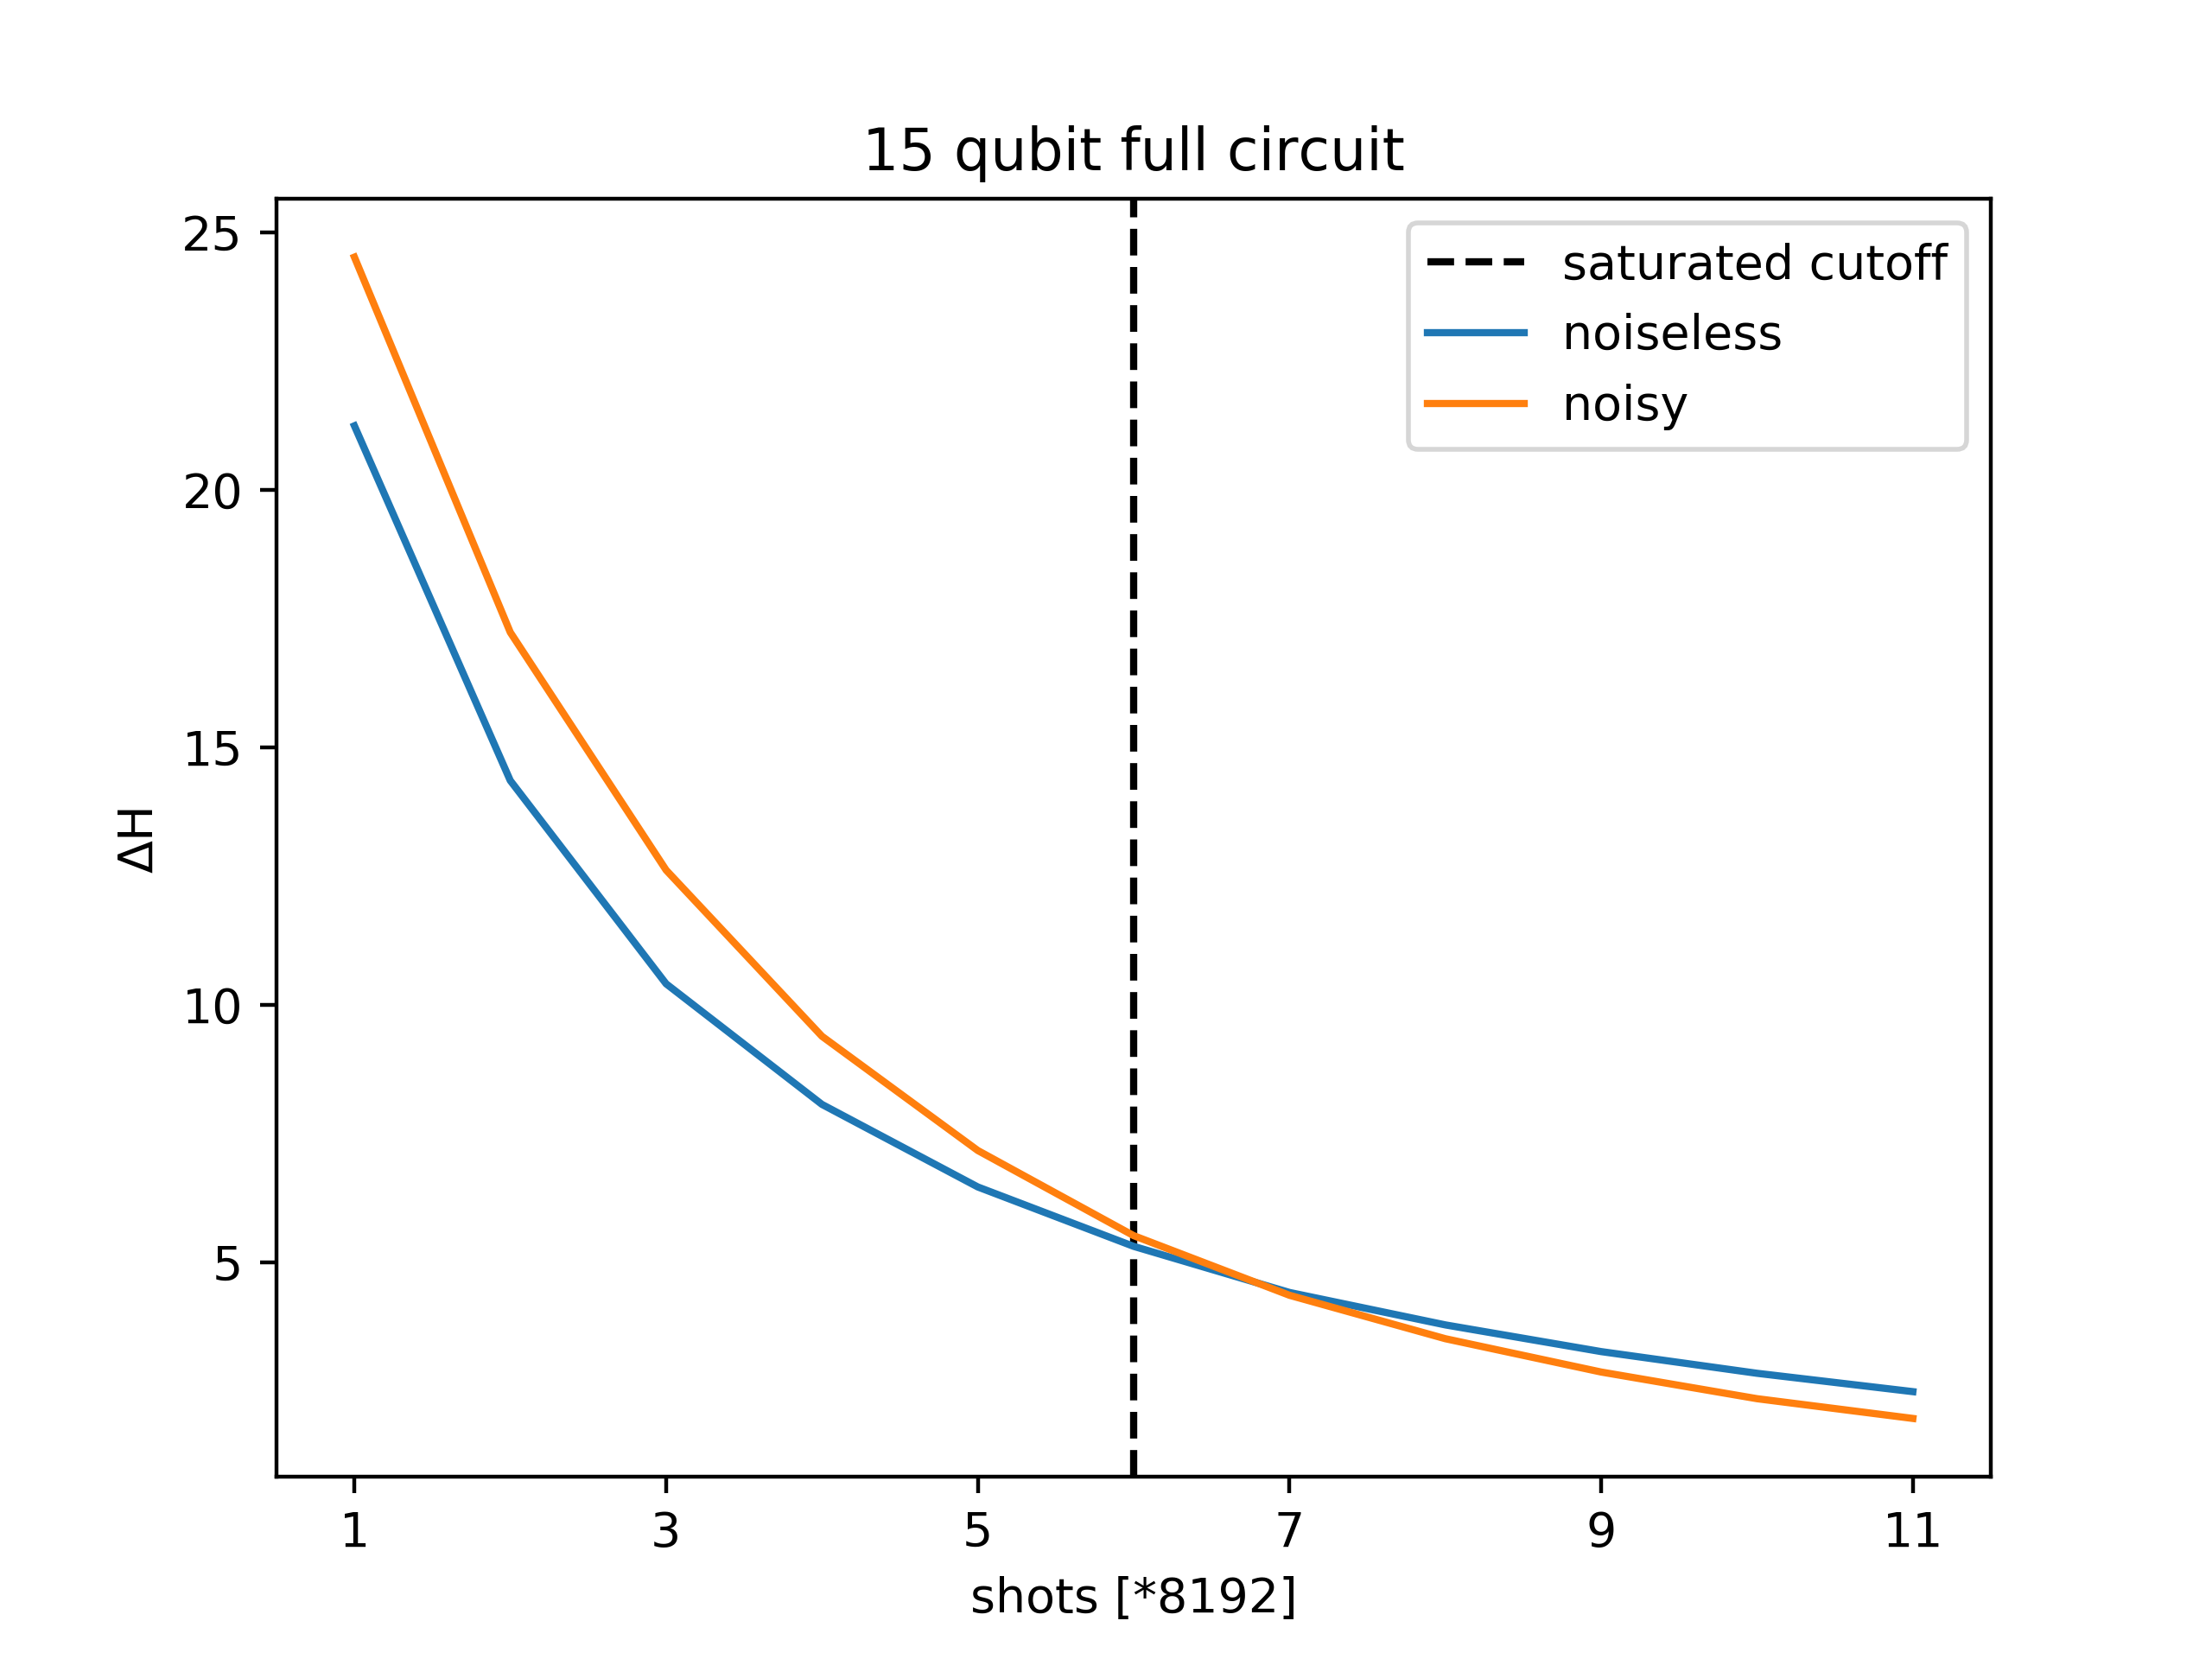 15 qubit full circuit
25
20
15
10
5
ΔH
saturated cutoff
noiseless
noisy
1 3 5 7 9 11
shots [*8192]